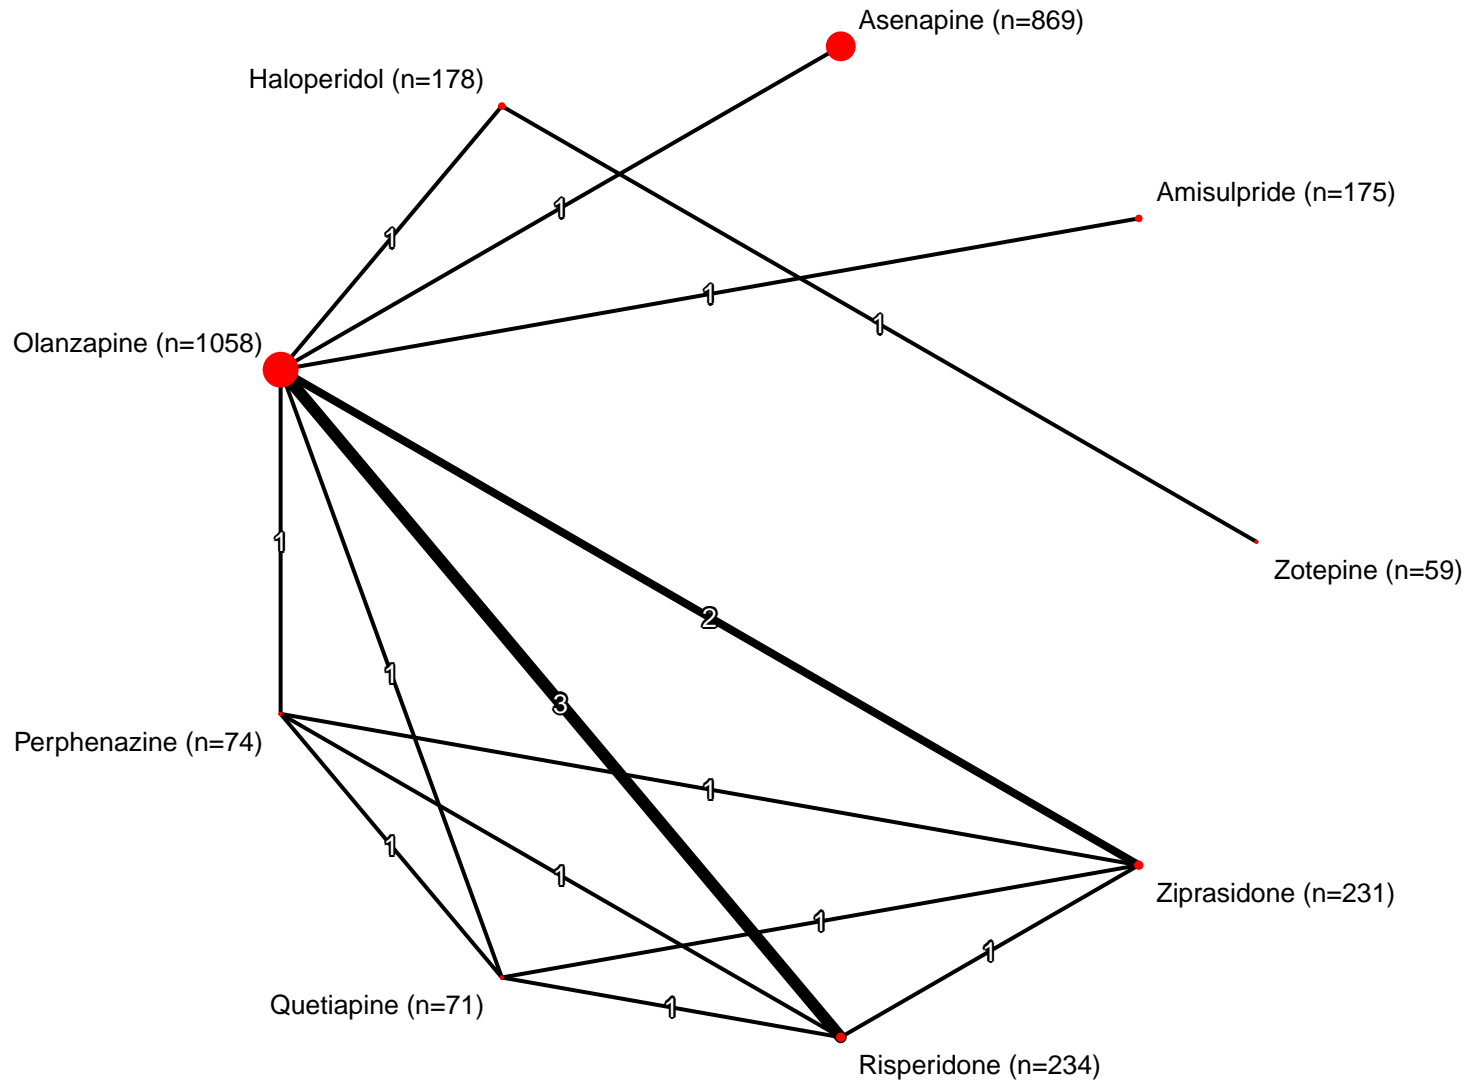 Asenapine (n=869)
Haloperidol (n=178)
Amisulpride (n=175)
1
1
1
1
Olanzapine (n=1058)
1
Zotepine (n=59)
2
1
3
Perphenazine (n=74)
1
1
1
Ziprasidone (n=231)
1
1
Quetiapine (n=71)
1
Risperidone (n=234)